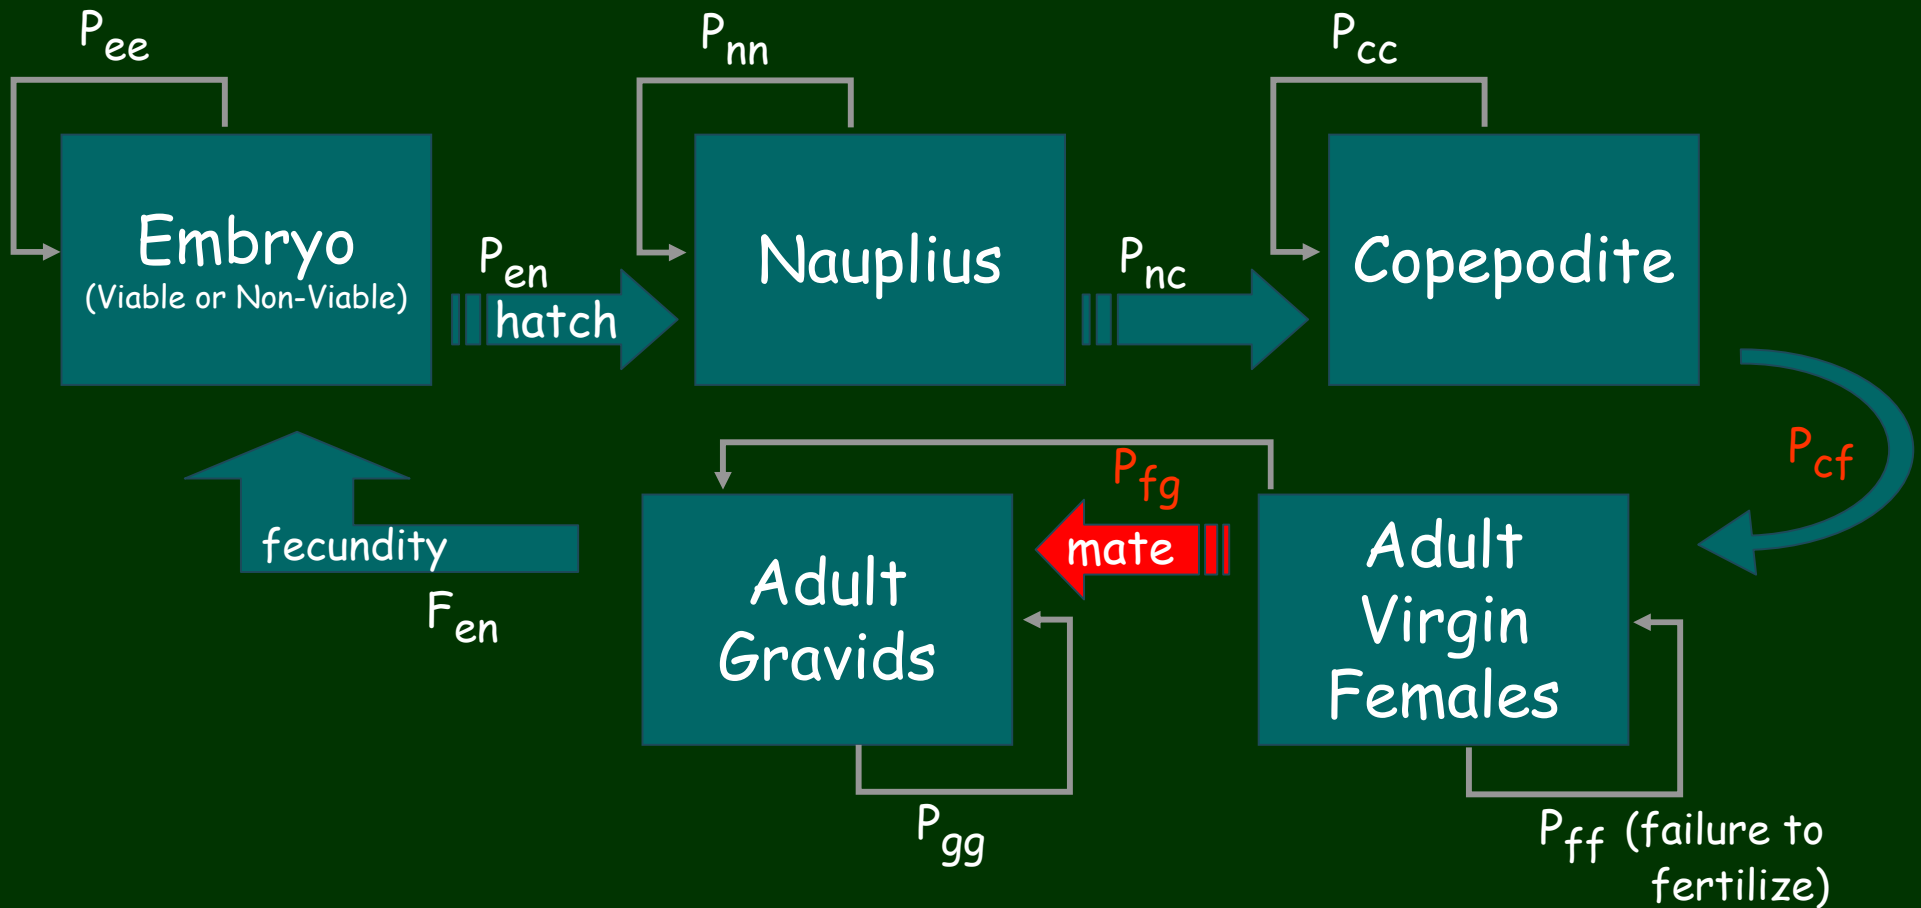 Pee
Pnn
Pcc
Embryo
(Viable or Non-Viable)
Pen
hatch
Nauplius
Pnc
Copepodite
Pcf
Pfg
mate
Adult
Virgin
Females
Adult
Gravids
fecundity
Fen
Pgg
Pff (failure to
fertilize)